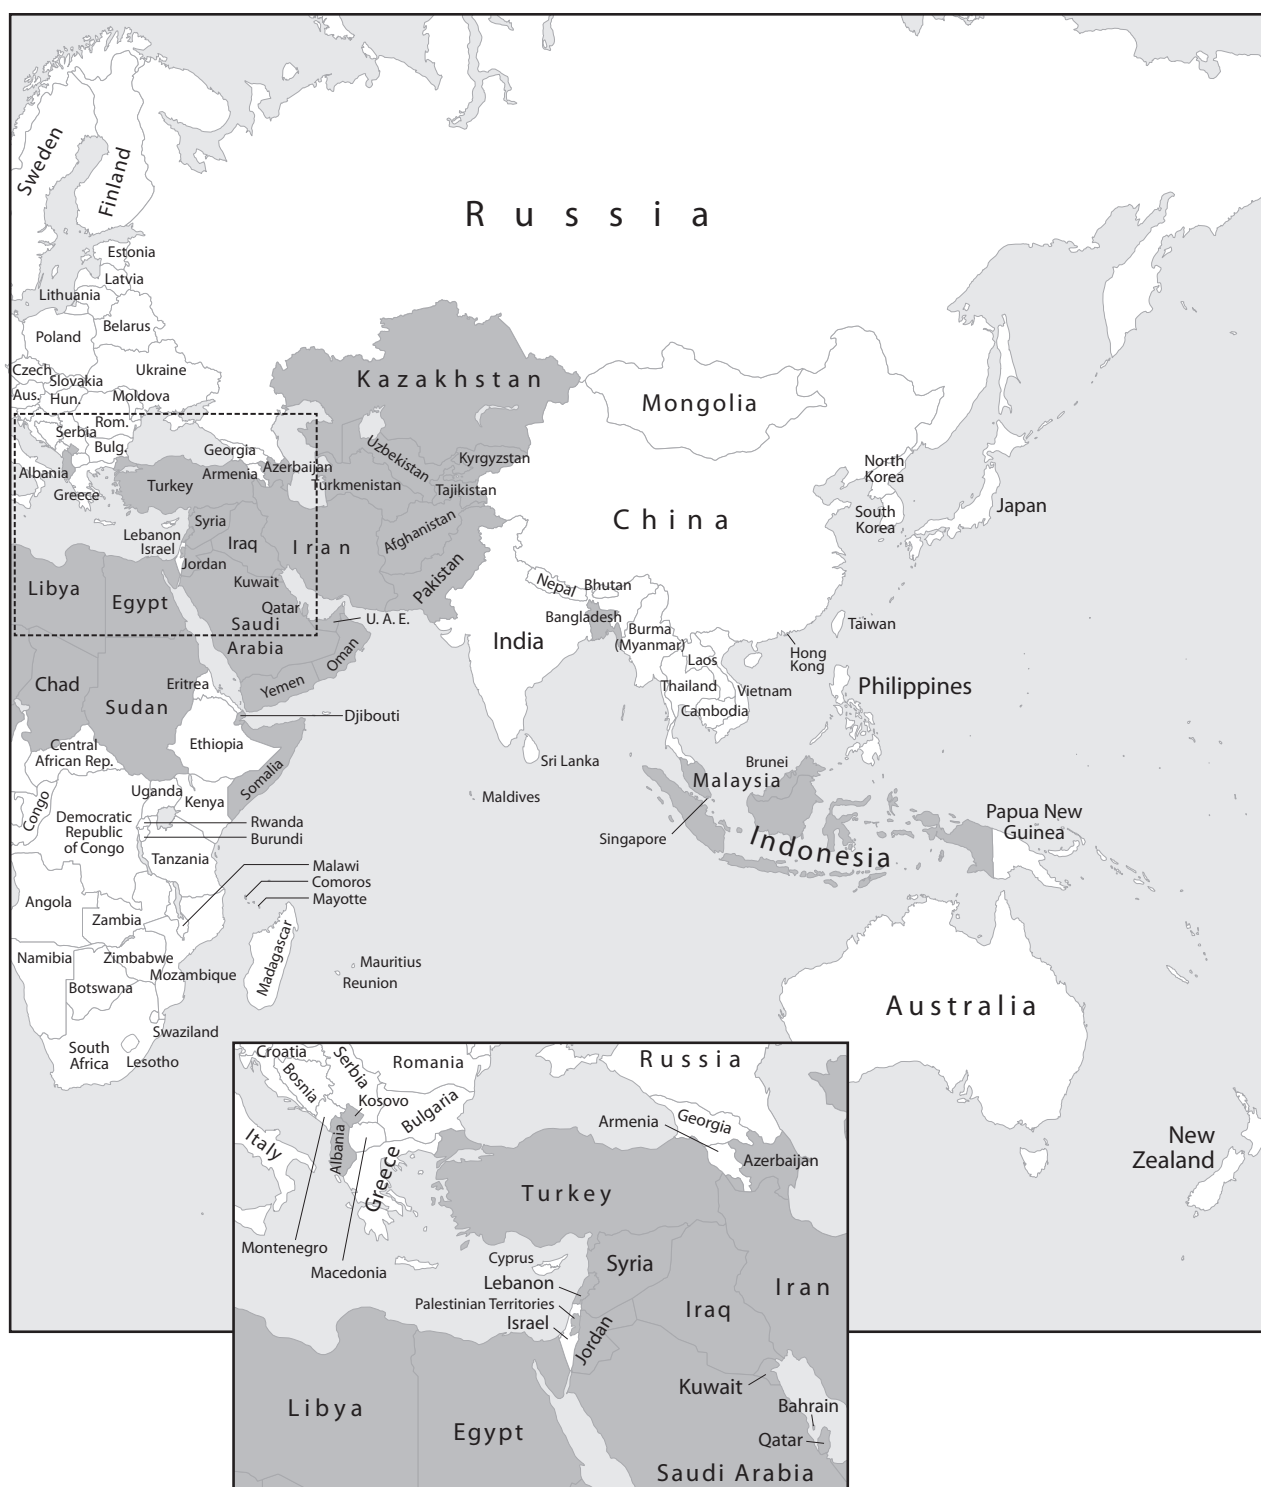 Sweden
Finland
Russia
Estonia
Latvia
Lithuania
Belarus
Poland
Czech
Slovakia
Ukraine
Aus.
Hun.
Moldova
Kazakhstan
Mongolia
Rom.
Serbia
Bulg.
Georgia
Uzbekistan
Kyrgyzstan
Albania
Armenia
Azerbaijan
Turkey
Turkmenistan
Tajikistan
Greece
North
Korea
South
Korea
Japan
China
Syria
Lebanon
Israel
Iraq
Iran
Afghanistan
Jordan
Kuwait
Pakistan
Libya
Egypt
Qatar
U. A. E.
Saudi
Arabia
Oman
Yemen
Nepal
Bhutan
Bangladesh
India
Burma
(Myanmar)
Laos
Thailand
Vietnam
Cambodia
Hong
Kong
Taiwan
Philippines
Chad
Sudan
Eritrea
Djibouti
Central
African Rep.
Ethiopia
Somalia
Sri Lanka
Maldives
Brunei
Malaysia
Singapore
Indonesia
Papua New
Guinea
Uganda
Kenya
Congo
Democratic
Republic
of Congo
Rwanda
Burundi
Tanzania
Malawi
Comoros
Mayotte
Angola
Zambia
Madagascar
Namibia
Zimbabwe
Mozambique
Botswana
Mauritius
Reunion
Swaziland
South
Africa
Lesotho
Australia
New
Zealand
Croatia
Bosnia
Serbia
Romania
Russia
Kosovo
Bulgaria
Armenia
Georgia
Italy
Albania
Greece
Azerbaijan
Turkey
Montenegro
Macedonia
Cyprus
Syria
Lebanon
Palestinian Territories
Israel
Jordan
Iraq
Iran
Kuwait
Bahrain
Qatar
Libya
Egypt
Saudi Arabia